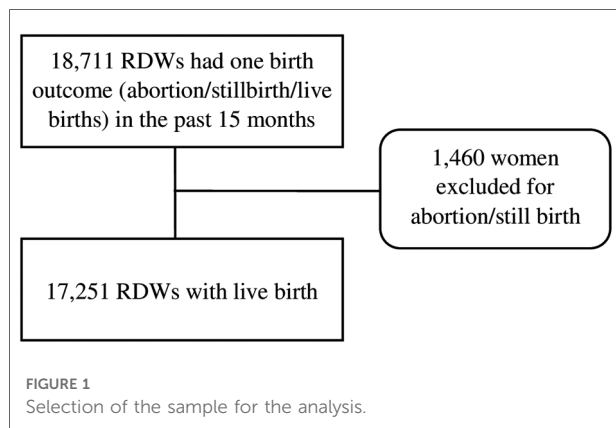 18,711 RDWs had one birth
outcome (abortion/stillbirth/live
births) in the past 15 months
1,460 women
excluded for
abortion/still birth
17,251 RDWs with live birth
FIGURE 1
Selection of the sample for the analysis.